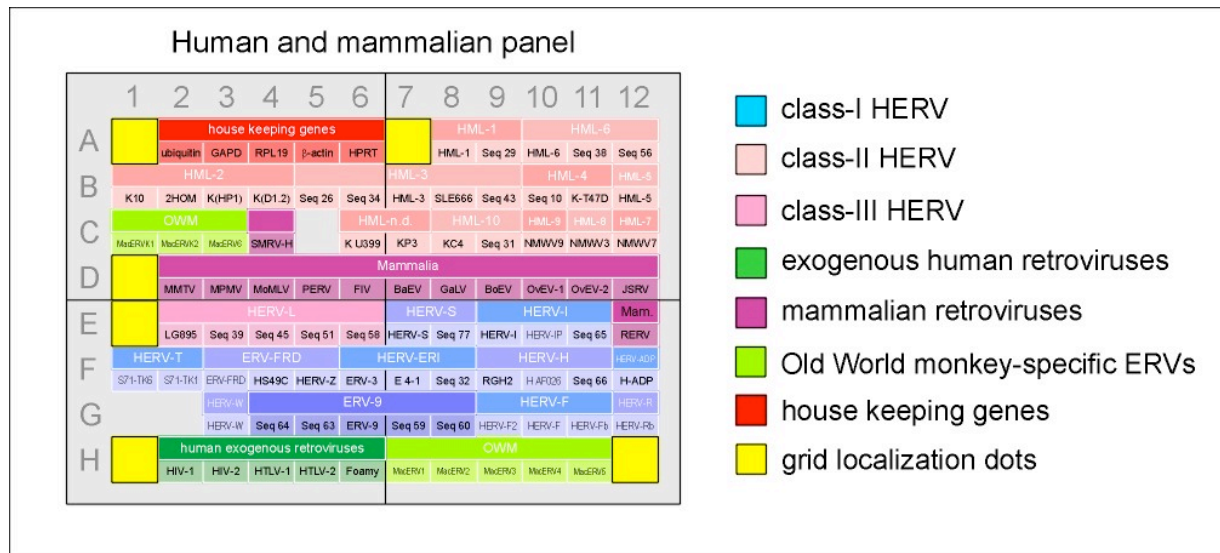 Human and mammalian panel
1 2 3 4 5 6 7 8 9 10 11 12
A
house keeping genes HML-1 HML-6
ubiquitin GAPD RPL19 β-actin HPRT HML-1 Seq 29 HML-6 Seq 38 Seq 56
B
HML-2 HML-3 HML-4 HML-5
K10 2HOM K(HP1) K(D1.2) Seq 26 Seq 34 HML-3 SLE666 Seq 43 Seq 10 K-T47D HML-5
C
OWM HML-n.d. HML-10 HML-9 HML-8 HML-7
MacERVK1 MacERVK2 MacERV6 SMRV-H K U399 KP3 KC4 Seq 31 NMWV9 NMWV3 NMWV7
D
Mammalia
MMTV MPMV MoMLV PERV FIV BaEV GaLV BoEV OvEV-1 OvEV-2 JSRV
E
HERV-L HERV-S HERV-I Mam.
LG895 Seq 39 Seq 45 Seq 51 Seq 58 HERV-S Seq 77 HERV-I HERV-IP Seq 65 RERV
F
HERV-T ERV-FRD HERV-ERI HERV-H HERV-ADP
S71-TK6 S71-TK1 ERV-FRD HS49C HERV-Z ERV-3 E 4-1 Seq 32 RGH2 H AF026 Seq 66 H-ADP
G
HERV-W ERV-9 HERV-F HERV-R
HERV-W Seq 64 Seq 63 ERV-9 Seq 59 Seq 60 HERV-F2 HERV-F HERV-Fb HERV-Rb
H
human exogenous retroviruses OWM
HIV-1 HIV-2 HTLV-1 HTLV-2 Foamy MacERV1 MacERV2 MacERV3 MacERV4 MacERV5
class-I HERV
class-II HERV
class-III HERV
exogenous human retroviruses
mammalian retroviruses
Old World monkey-specific ERVs
house keeping genes
grid localization dots